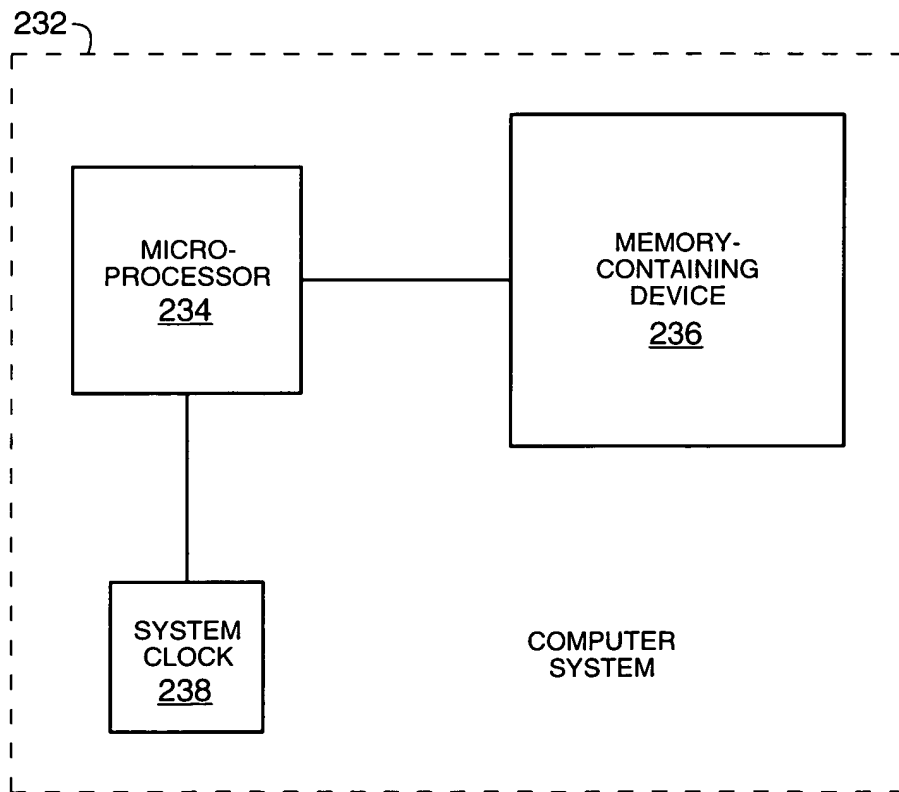 232
MICRO-
PROCESSOR
234
MEMORY-
CONTAINING
DEVICE
236
SYSTEM
CLOCK
238
COMPUTER
SYSTEM